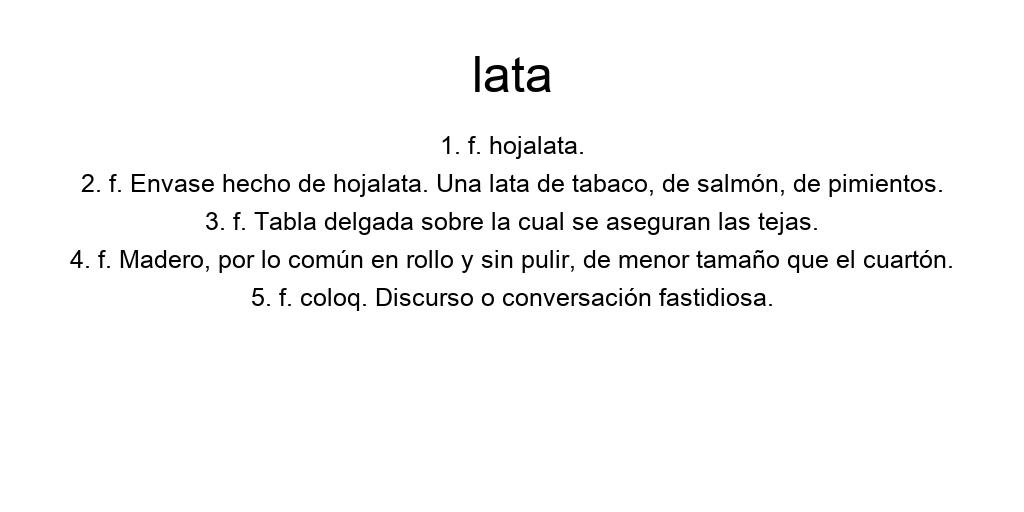 lata
1. f. hojalata.
2. f. Envase hecho de hojalata. Una lata de tabaco, de salmón, de pimientos.
3. f. Tabla delgada sobre la cual se aseguran las tejas.
4. f. Madero, por lo común en rollo y sin pulir, de menor tamaño que el cuartón.
5. f. coloq. Discurso o conversación fastidiosa.